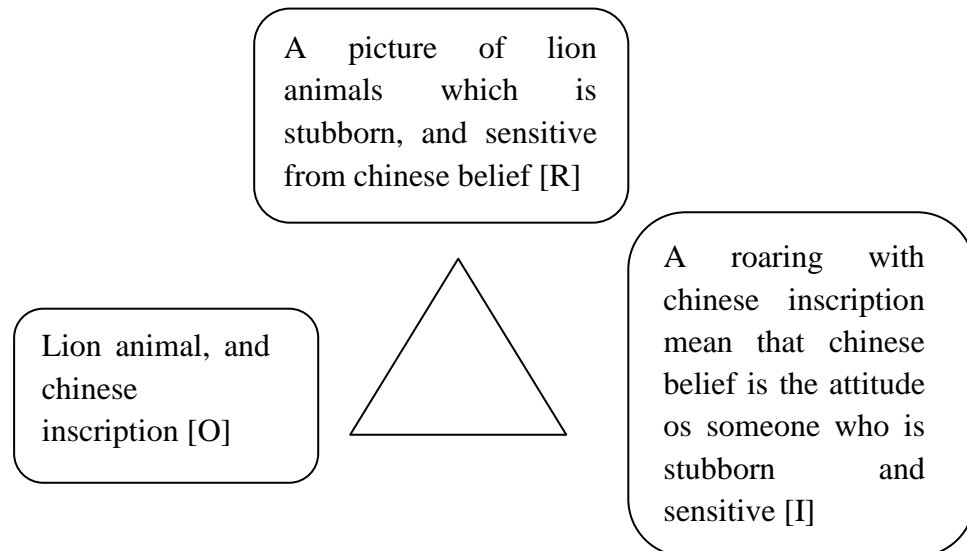 A picture of lion
animals which is
stubborn, and sensitive
from chinese belief [R]
Lion animal, and
chinese
inscription [O]
A roaring with
chinese inscription
mean that chinese
belief is the attitude
os someone who is
stubborn and
sensitive [I]